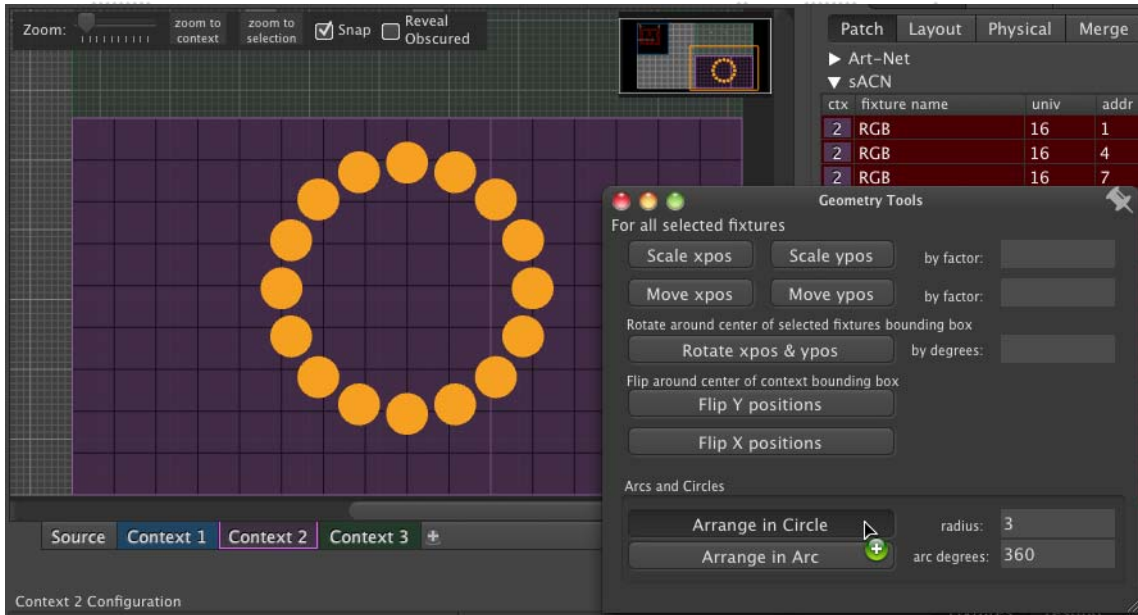 Zoom:
zoom to context
zoom to selection
Snap
Reveal Obscured
Patch Layout Physical Merge
Art-Net
sACN
ctx fixture name univ addr
2 RGB 16 1
2 RGB 16 4
2 RGB 16 7
Geometry Tools
For all selected fixtures
Scale xpos Scale ypos by factor:
Move xpos Move ypos by factor:
Rotate around center of selected fixtures bounding box
Rotate xpos & ypos by degrees:
Flip around center of context bounding box
Flip Y positions
Flip X positions
Arcs and Circles
Arrange in Circle radius: 3
Arrange in Arc arc degrees: 360
Source Context 1 Context 2 Context 3 +
Context 2 Configuration